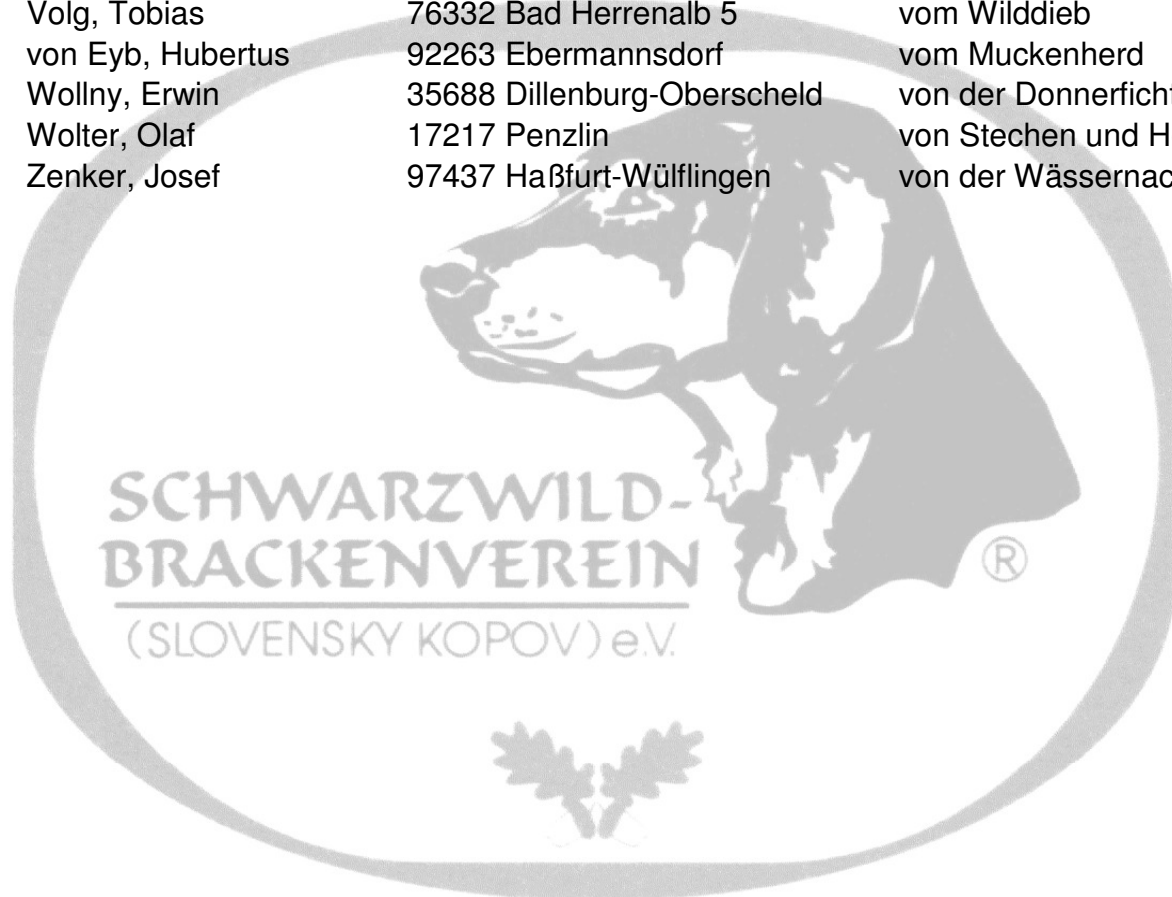 Volg, Tobias 76332 Bad Herrenalb 5 vom Wilddieb
von Eyb, Hubertus 92263 Ebermannsdorf vom Muckenherd
Wollny, Erwin 35688 Dillenburg-Oberscheld von der
Wolter, Olaf 17217 Penzlin von Stechen und
Zenker, Josef 97437 Haßfurt-Wülflingen von der
SCHWARZWILD-
BRACKENVEREIN
®
(SLOVENSKY KOPOV) e.V.